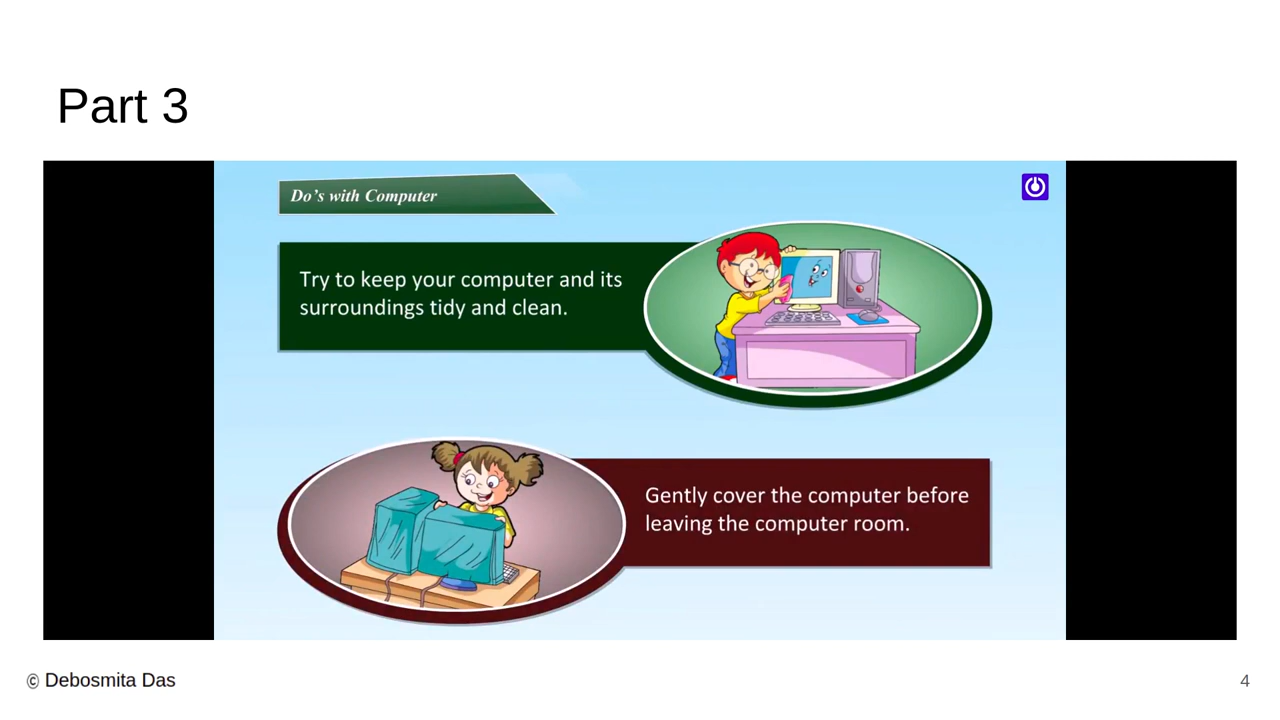 Part 3
Do’s with Computer
Try to keep your computer and its
surroundings tidy and clean.
Gently cover the computer before
leaving the computer room.
© Debosmita Das
4